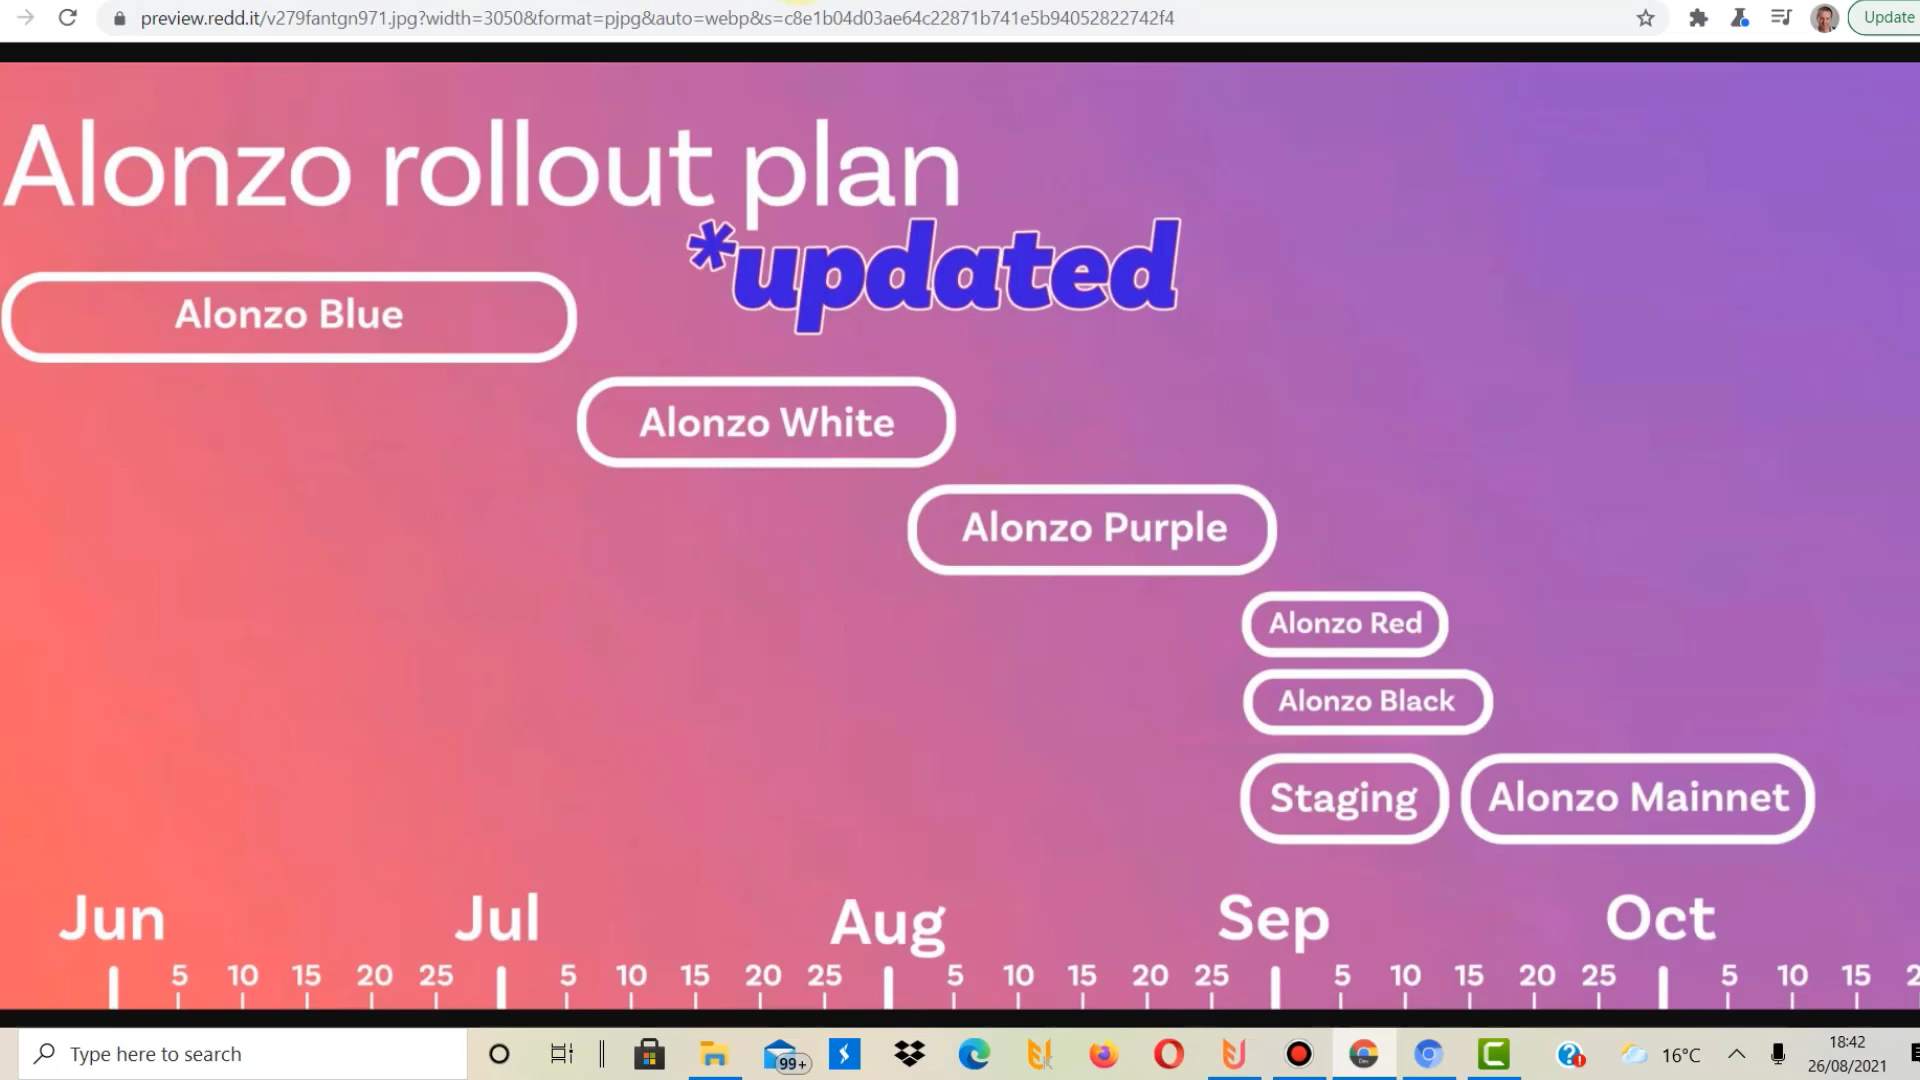 preview.redd.it/v279fantgn971.jpg?width=3050&format=pjpg&auto=webp&s=c8e1b04d03ae64c22871b741e5b94052822742f4
Update
Alonzo rollout plan
*updated
Alonzo Blue
Alonzo White
Alonzo Purple
Alonzo Red
Alonzo Black
Staging Alonzo Mainnet
Jun Jul Aug Sep Oct
5 10 15 20 25 5 10 15 20 25 5 10 15 20 25 5 10 15 20 25 5 10 15
Type here to search
99+
16°C
18:42
26/08/2021